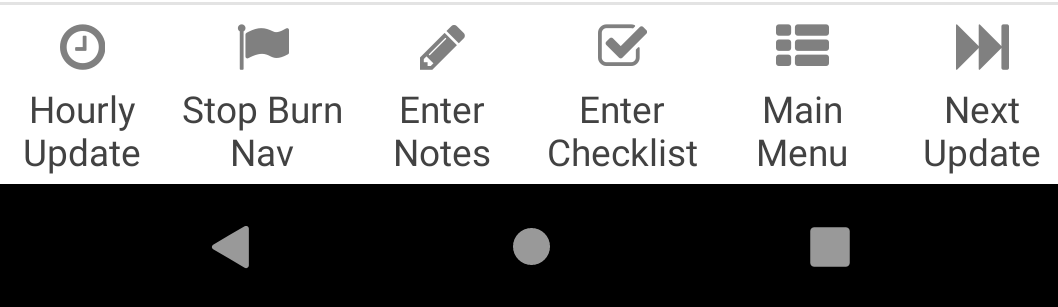 Hourly Update
Stop Burn Nav
Enter Notes
Enter Checklist
Main Menu
Next Update